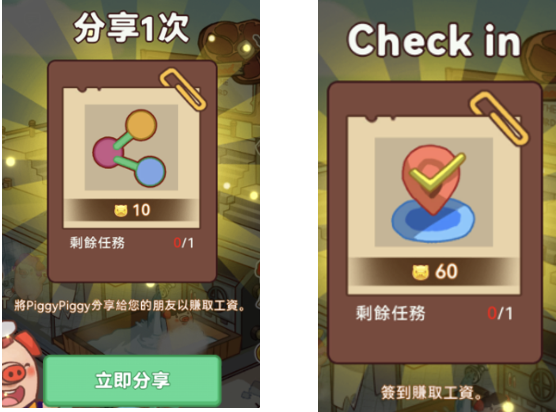 分享1次
10
剩餘任務 0/1
將PiggyPiggy分享給您的朋友以賺取工資。
立即分享
Check in
60
剩餘任務 0/1
簽到賺取工資。